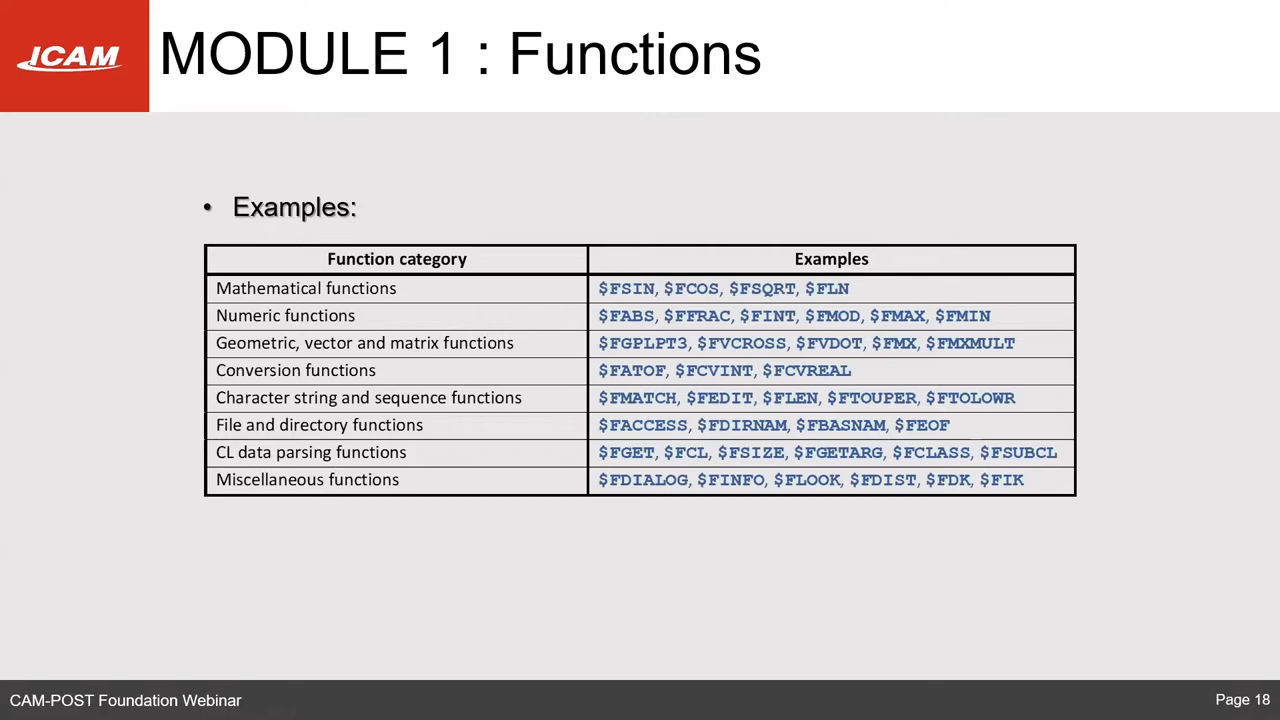 ICAM
MODULE 1 : Functions
• Examples:
Function category Examples
Mathematical functions $FSIN, $FCOS, $FSQRT, $FLN
Numeric functions $FABS, $FFRAC, $FINT, $FMOD, $FMAX, $FMIN
Geometric, vector and matrix functions $FGPLPT3, $FVCROSS, $FVDOT, $FMX, $FMXMULT
Conversion functions $FATOF, $FCVINT, $FCVREAL
Character string and sequence functions $FMATCH, $FEDIT, $FLEN, $FTOUPER, $FTOLOWR
File and directory functions $FACCESS, $FDIRNAM, $FBASNAM, $FEOF
CL data parsing functions $FGET, $FCL, $FSIZE, $FGETARG, $FCLASS, $FSUBCL
Miscellaneous functions $FDIALOG, $FINFO, $FLOOK, $FDIST, $FDK, $FIK
CAM-POST Foundation Webinar Page 18